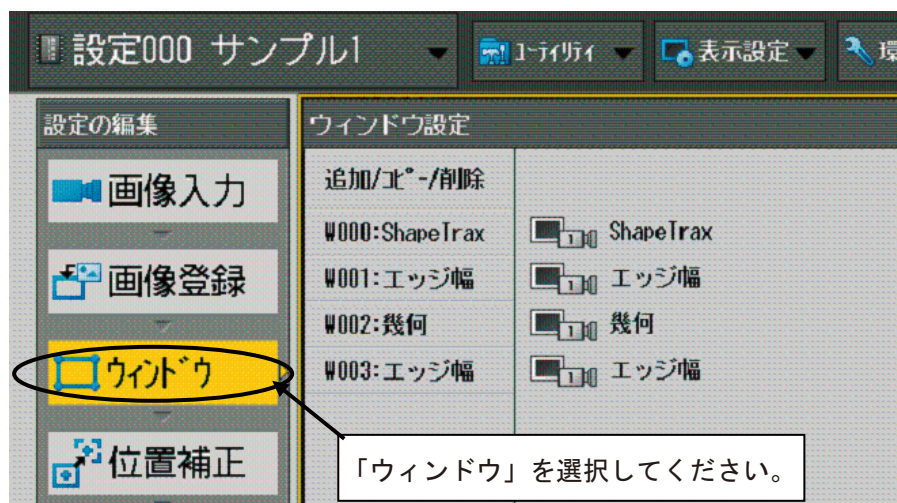 設定000 サンプル1
ユーティリティ
表示設定
環
設定の編集
画像入力
画像登録
ウィンドウ
位置補正
ウィンドウ設定
追加/コピー/削除
W000:ShapeTrax
ShapeTrax
W001:エッジ幅
エッジ幅
W002:幾何
幾何
W003:エッジ幅
エッジ幅
「ウィンドウ」を選択してください。